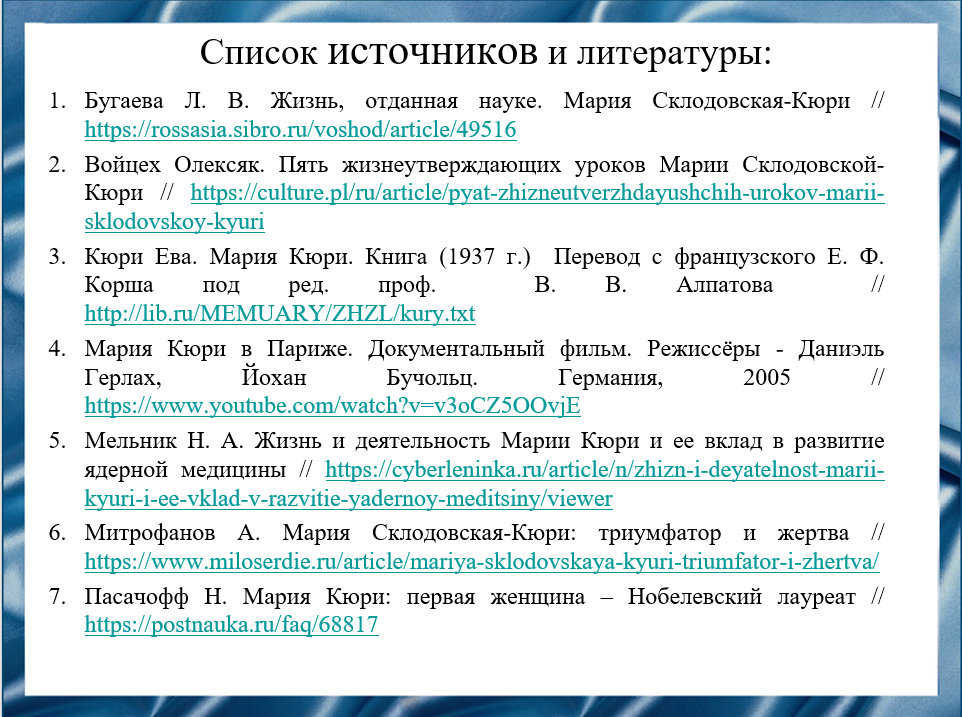 Список источников и литературы:
1. Бугаева Л. В. Жизнь, отданная науке. Мария Склодовская-Кюри //
https://rossasia.sibro.ru/voshod/article/49516
2. Войцех Олексяк. Пять жизнеутверждающих уроков Марии Склодовской-
Кюри // https://culture.pl/ru/article/pyat-zhizneutverzhdayushchih-urokov-marii-
sklodovskoy-kyuri
3. Кюри Ева. Мария Кюри. Книга (1937 г.) Перевод с французского Е. Ф.
Корша под ред. проф. В. В. Алпатова //
http://lib.ru/MEMUARY/ZHZL/kury.txt
4. Мария Кюри в Париже. Документальный фильм. Режиссёры - Даниэль
Герлах, Йохан Бучольц. Германия, 2005 //
https://www.youtube.com/watch?v=v3oCZ5OOvjE
5. Мельник Н. А. Жизнь и деятельность Марии Кюри и ее вклад в развитие
ядерной медицины // https://cyberleninka.ru/article/n/zhizn-i-deyatelnost-marii-
kyuri-i-ee-vklad-v-razvitie-yadernoy-meditsiny/viewer
6. Митрофанов А. Мария Склодовская-Кюри: триумфатор и жертва //
https://www.miloserdie.ru/article/mariya-sklodovskaya-kyuri-triumfator-i-zhertva/
7. Пасачофф Н. Мария Кюри: первая женщина – Нобелевский лауреат //
https://postnauka.ru/faq/68817